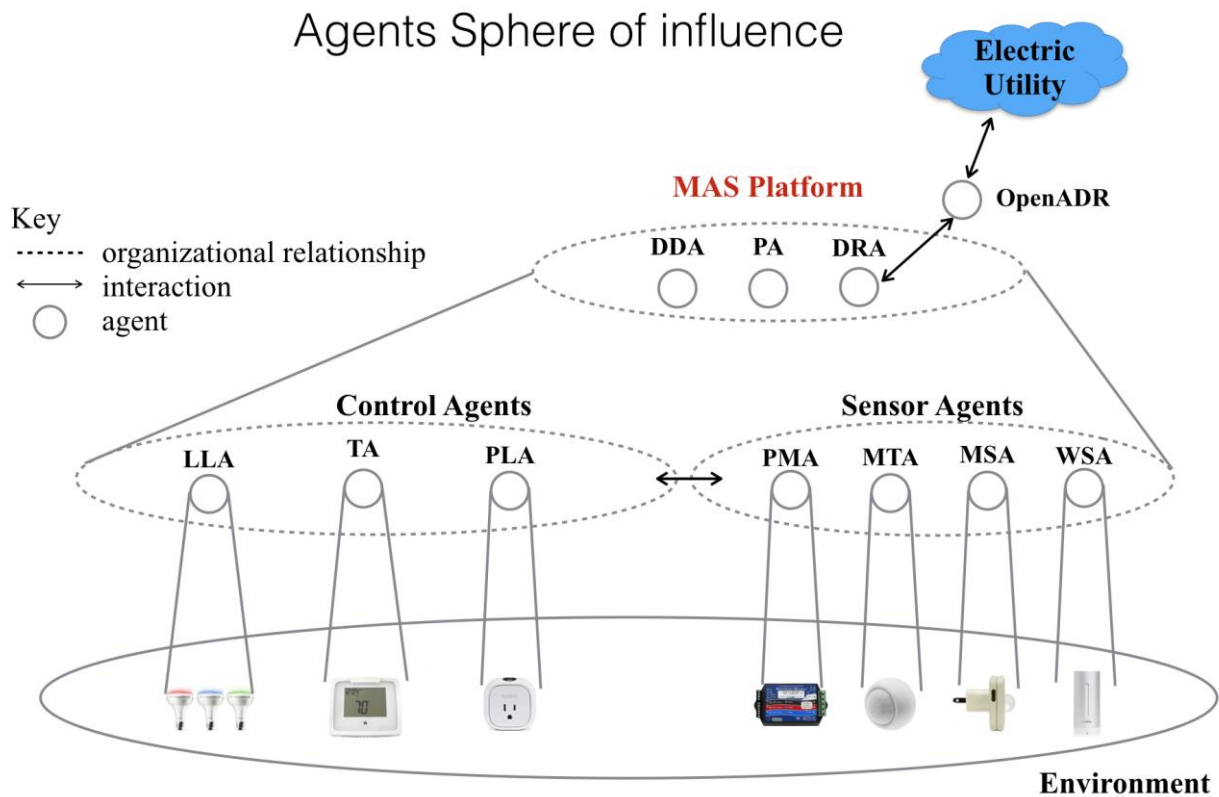 Agents Sphere of influence
Electric
Utility
MAS Platform
OpenADR
Key
organizational relationship
interaction
agent
DDA PA DRA
Control Agents
Sensor Agents
LLA TA PLA
PMA MTA MSA WSA
70
Environment